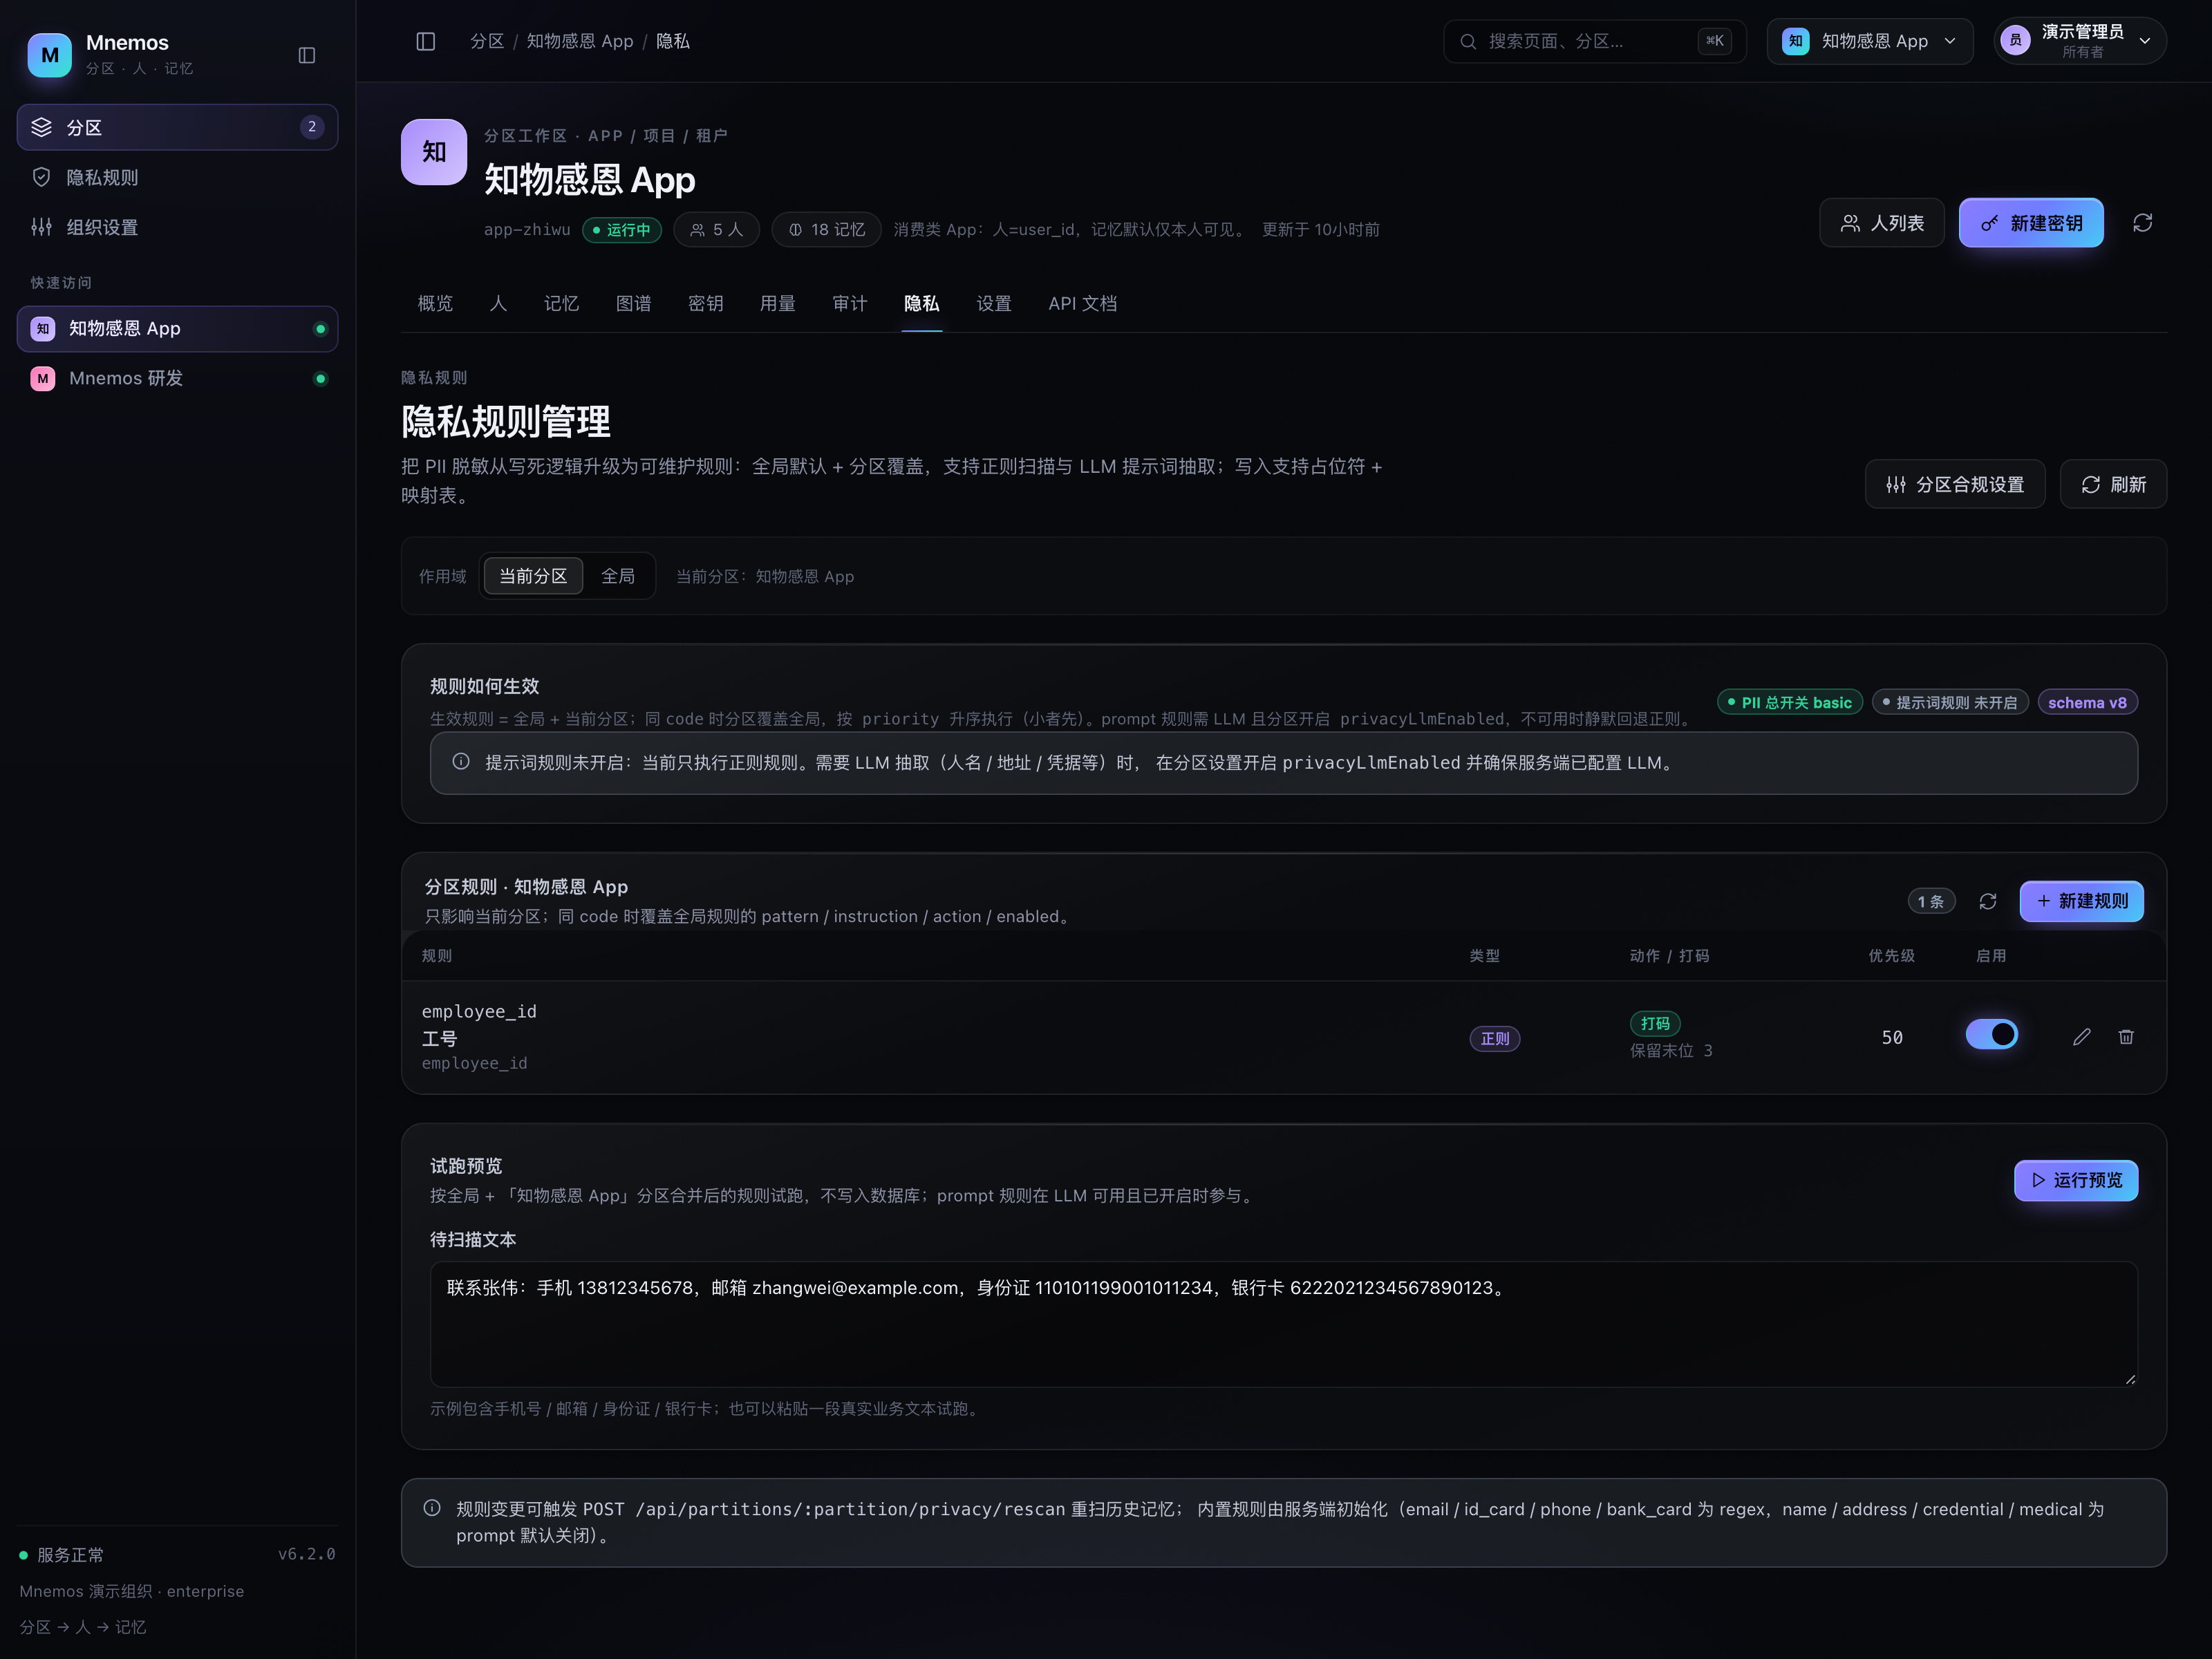 M
Mnemos
分区 · 人 · 记忆
分区
2
隐私规则
组织设置
快速访问
知
知物感恩 App
M
Mnemos 研发
服务正常
v6.2.0
Mnemos 演示组织 · enterprise
分区 → 人 → 记忆
分区 / 知物感恩 App / 隐私
搜索页面、分区...
⌘K
知
知物感恩 App
员
演示管理员
所有者
知
分区工作区 · APP / 项目 / 租户
知物感恩 App
app-zhiwu
运行中
5 人
18 记忆
消费类 App：人=user_id，记忆默认仅本人可见。
更新于 10小时前
人列表
新建密钥
概览
人
记忆
图谱
密钥
用量
审计
隐私
设置
API 文档
隐私规则
隐私规则管理
把 PII 脱敏从写死逻辑升级为可维护规则：全局默认 + 分区覆盖，支持正则扫描与 LLM 提示词抽取；写入支持占位符 +
映射表。
分区合规设置
刷新
作用域
当前分区
全局
当前分区：知物感恩 App
规则如何生效
生效规则 = 全局 + 当前分区；同 code 时分区覆盖全局，按 priority 升序执行（小者先）。prompt 规则需 LLM 且分区开启 privacyLlmEnabled，不可用时静默回退正则。
PII 总开关 basic
提示词规则 未开启
schema v8
提示词规则未开启：当前只执行正则规则。需要 LLM 抽取（人名 / 地址 / 凭据等）时， 在分区设置开启 privacyLlmEnabled 并确保服务端已配置 LLM。
分区规则 · 知物感恩 App
只影响当前分区；同 code 时覆盖全局规则的 pattern / instruction / action / enabled。
1 条
新建规则
规则
类型
动作 / 打码
优先级
启用
employee_id
工号
employee_id
正则
打码
保留末位 3
50
试跑预览
按全局 + 「知物感恩 App」分区合并后的规则试跑，不写入数据库；prompt 规则在 LLM 可用且已开启时参与。
运行预览
待扫描文本
联系张伟：手机 13812345678，邮箱 zhangwei@example.com，身份证 110101199001011234，银行卡 6222021234567890123。
示例包含手机号 / 邮箱 / 身份证 / 银行卡；也可以粘贴一段真实业务文本试跑。
规则变更可触发 POST /api/partitions/:partition/privacy/rescan 重扫历史记忆； 内置规则由服务端初始化（email / id_card / phone / bank_card 为 regex，name / address / credential / medical 为
prompt 默认关闭）。